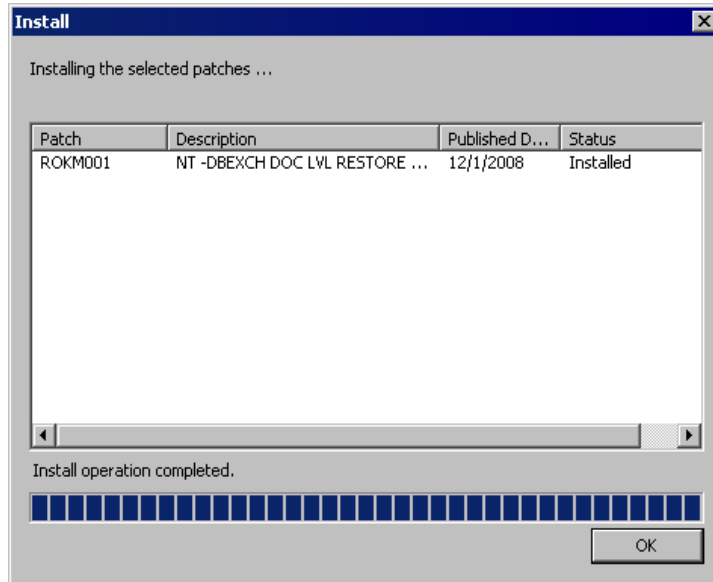 Install
Installing the selected patches ...
Patch Description Published D... Status
ROKM001 NT -DBEXCH DOC LVL RESTORE ... 12/1/2008 Installed
Install operation completed.
OK